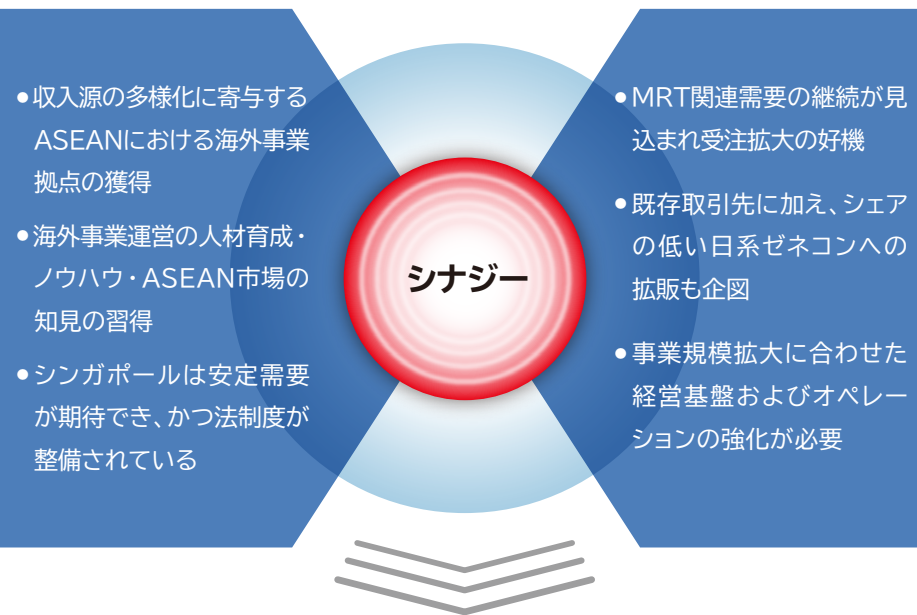 ●収入源の多様化に寄与する
ASEANにおける海外事業
拠点の獲得
●海外事業運営の人材育成・
ノウハウ・ASEAN市場の
知見の習得
●シンガポールは安定需要
が期待でき、かつ法制度が
整備されている
シナジー
●MRT関連需要の継続が見
込まれ受注拡大の好機
●既存取引先に加え、シェア
の低い日系ゼネコンへの
拡販も企図
●事業規模拡大に合わせた
経営基盤およびオペレー
ションの強化が必要